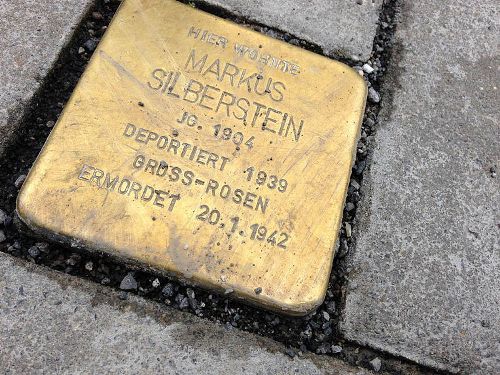 HIER WOHNTE
MARKUS
SILBERSTEIN
JG. 1904
DEPORTIERT 1939
GROSS-ROSEN
ERMORDET 20.1.1942